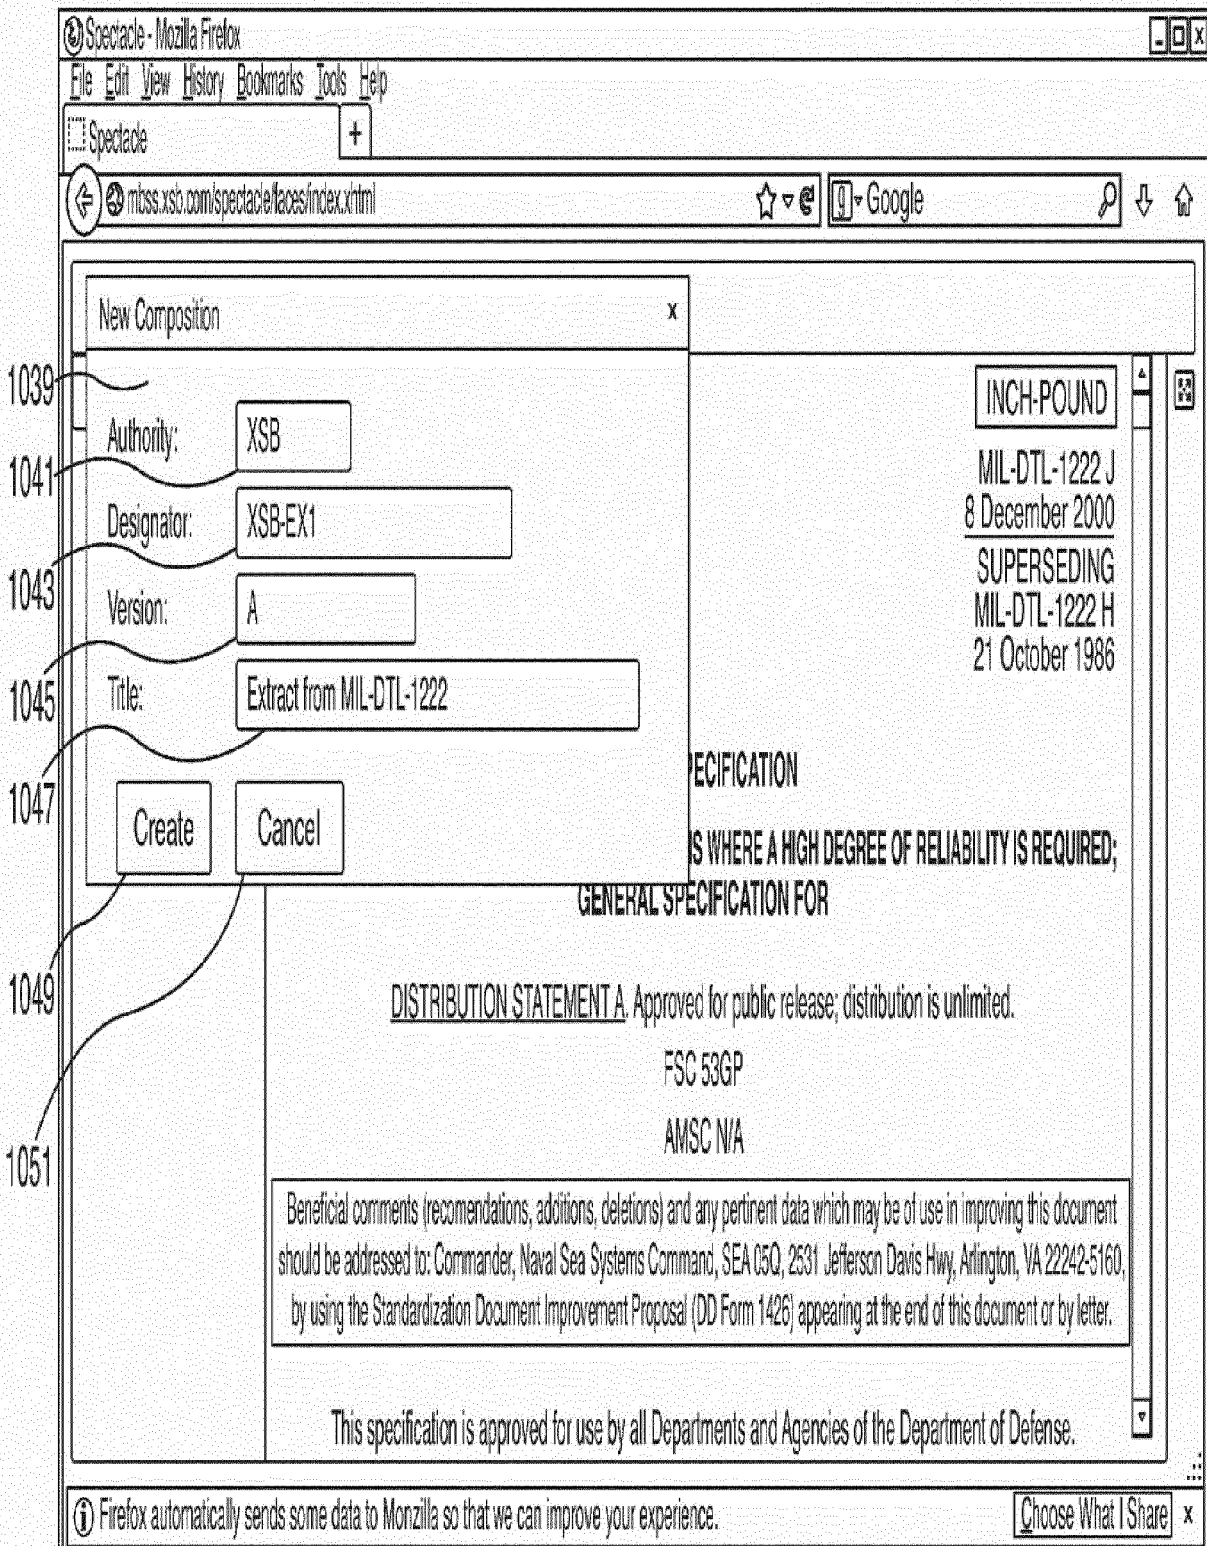 Spectacle - Mozilla Firefox
File Edit View History Bookmarks Tools Help
Spectacle +
mbss.xsb.com/spectacle/faces/index.xhtml
g Google
New Composition x
1039
Authority: XSB
1041
Designator: XSB-EX1
1043
Version: A
1045
Title: Extract from MIL-DTL-1222
1047
Create Cancel
1049
1051
INCH-POUND
MIL-DTL-1222 J
8 December 2000
SUPERSEDING
MIL-DTL-1222 H
21 October 1986
PECIFICATION
IS WHERE A HIGH DEGREE OF RELIABILITY IS REQUIRED;
GENERAL SPECIFICATION FOR
DISTRIBUTION STATEMENT A. Approved for public release; distribution is unlimited.
FSC 53GP
AMSC N/A
Beneficial comments (recomendations, additions, deletions) and any pertinent data which may be of use in improving this document
should be addressed to: Commander, Naval Sea Systems Command, SEA 05Q, 2531 Jefferson Davis Hwy, Arlington, VA 22242-5160,
by using the Standardization Document Improvement Proposal (DD Form 1426) appearing at the end of this document or by letter.
This specification is approved for use by all Departments and Agencies of the Department of Defense.
Firefox automatically sends some data to Monzilla so that we can improve your experience.
Choose What I Share x